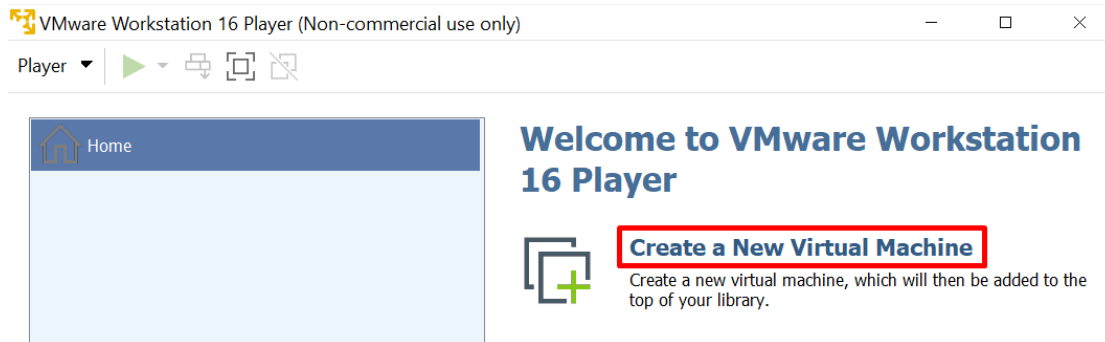 VMware Workstation 16 Player (Non-commercial use only)
Player
Home
Welcome to VMware Workstation
16 Player
Create a New Virtual Machine
Create a new virtual machine, which will then be added to the
top of your library.